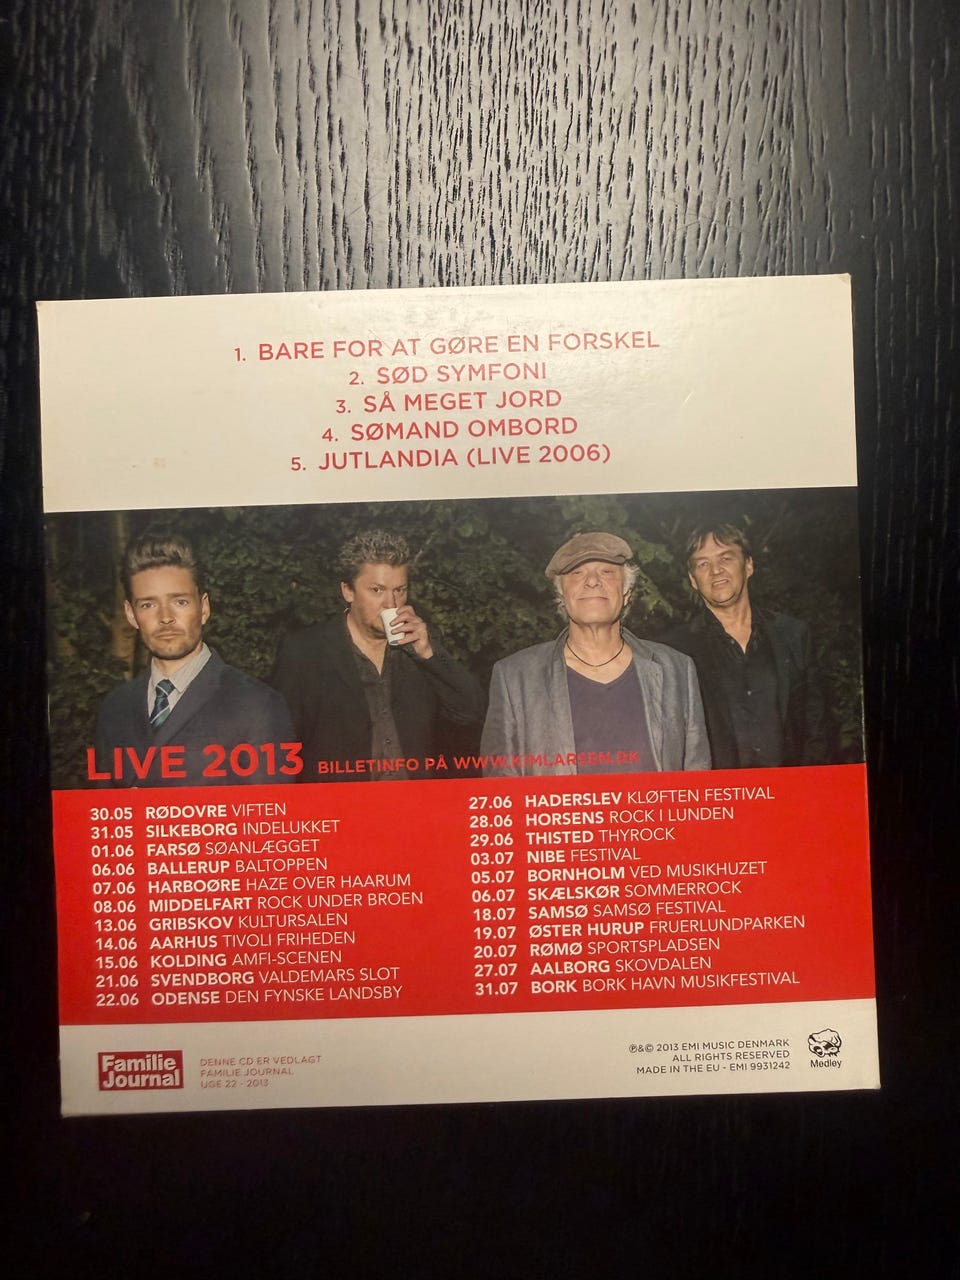 1. BARE FOR AT GØRE EN FORSKEL
2. SØD SYMFONI
3. SÅ MEGET JORD
4. SØMAND OMBORD
5. JUTLANDIA (LIVE 2006)
LIVE 2013 BILLETINFO PÅ WWW.KIMLARSEN.DK
30.05 RØDOVRE VIFTEN
31.05 SILKEBORG INDELUKKET
01.06 FARSØ SØANLÆGGET
06.06 BALLERUP BALTOPPEN
07.06 HARBOØRE HAZE OVER HAARUM
08.06 MIDDELFART ROCK UNDER BROEN
13.06 GRIBSKOV KULTURSALEN
14.06 AARHUS TIVOLI FRIHEDEN
15.06 KOLDING AMFI-SCENEN
21.06 SVENDBORG VALDEMARS SLOT
22.06 ODENSE DEN FYNSKE LANDSBY
27.06 HADERSLEV KLØFTEN FESTIVAL
28.06 HORSENS ROCK I LUNDEN
29.06 THISTED THYROCK
03.07 NIBE FESTIVAL
05.07 BORNHOLM VED MUSIKHUZET
06.07 SKÆLSKØR SOMMERROCK
18.07 SAMSØ SAMSØ FESTIVAL
19.07 ØSTER HURUP FRUERLUNDPARKEN
20.07 RØMØ SPORTSPLADSEN
27.07 AALBORG SKOVDALEN
31.07 BORK BORK HAVN MUSIKFESTIVAL
Familie
Journal
DENNE CD ER VEDLAGT
FAMILIE JOURNAL
UGE 22 - 2013
℗&© 2013 EMI MUSIC DENMARK
ALL RIGHTS RESERVED
MADE IN THE EU - EMI 9931242
Medley